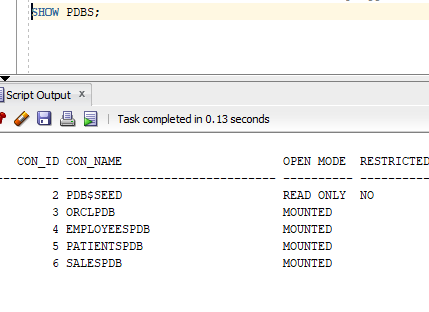 SHOW PDBS;
Script Output x
Task completed in 0.13 seconds
CON_ID CON_NAME OPEN MODE RESTRICTED
---------- ------------------------------ ---------- ----------
2 PDB$SEED READ ONLY NO
3 ORCLPDB MOUNTED
4 EMPLOYEESPDB MOUNTED
5 PATIENTSPDB MOUNTED
6 SALESPDB MOUNTED